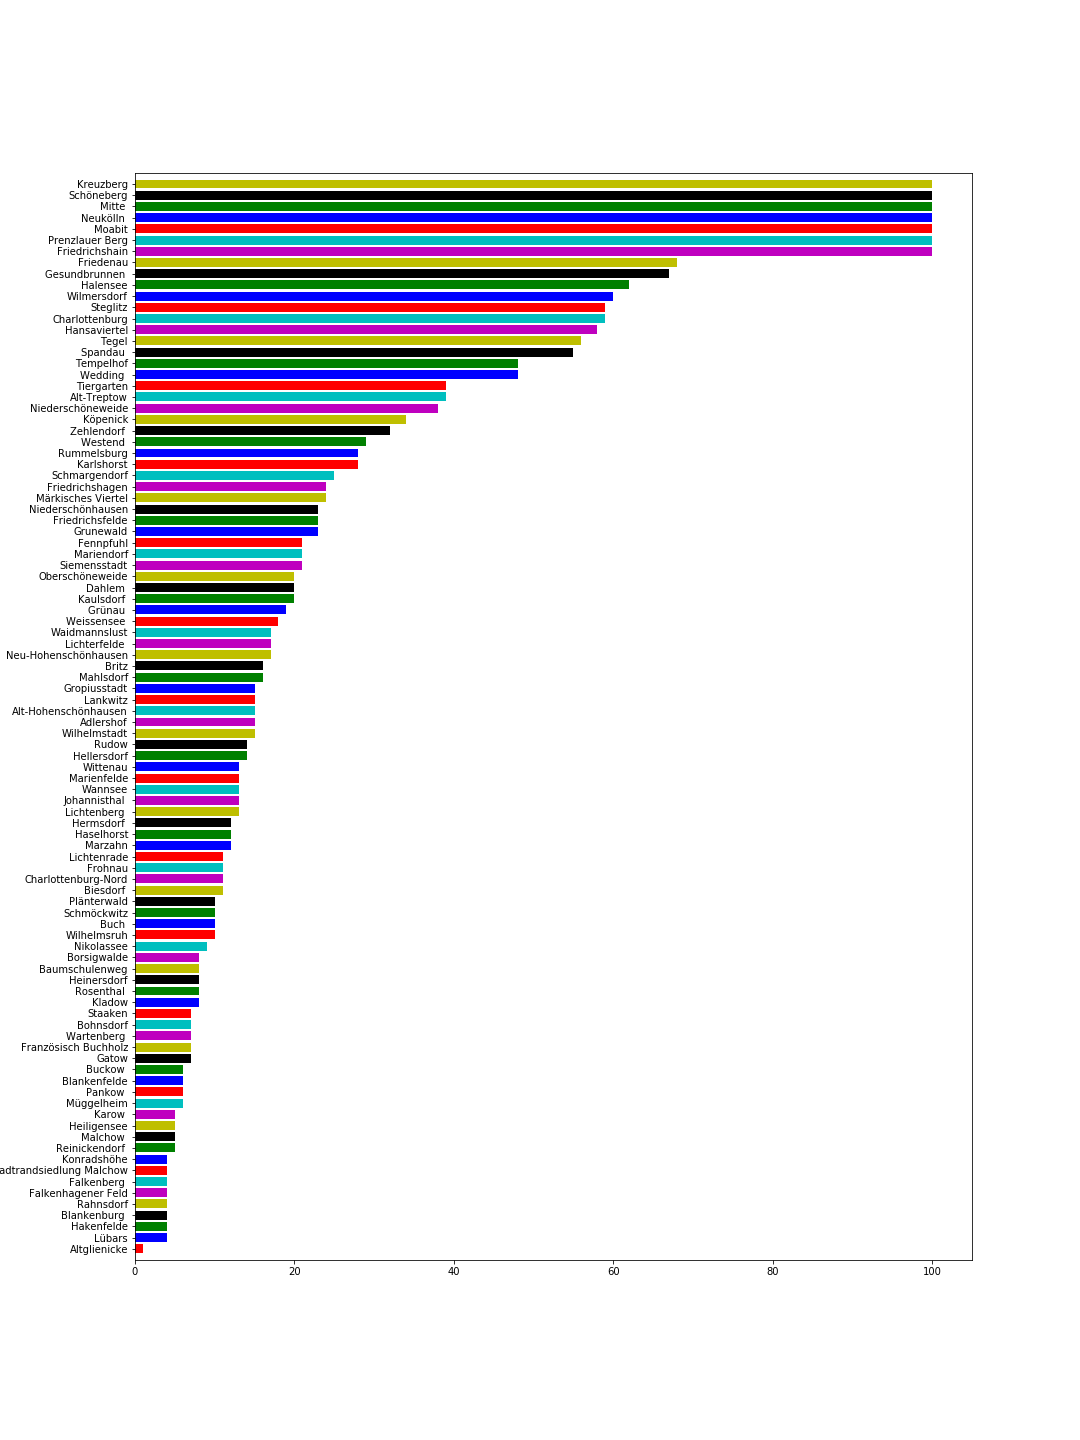 Kreuzberg
Schöneberg
Mitte
Neukölln
Moabit
Prenzlauer Berg
Friedrichshain
Friedenau
Gesundbrunnen
Halensee
Wilmersdorf
Steglitz
Charlottenburg
Hansaviertel
Tegel
Spandau
Tempelhof
Wedding
Tiergarten
Alt-Treptow
Niederschöneweide
Köpenick
Zehlendorf
Westend
Rummelsburg
Karlshorst
Schmargendorf
Friedrichshagen
Märkisches Viertel
Niederschönhausen
Friedrichsfelde
Grunewald
Fennpfuhl
Mariendorf
Siemensstadt
Oberschöneweide
Dahlem
Kaulsdorf
Grünau
Weissensee
Waidmannslust
Lichterfelde
Neu-Hohenschönhausen
Britz
Mahlsdorf
Gropiusstadt
Lankwitz
Alt-Hohenschönhausen
Adlershof
Wilhelmstadt
Rudow
Hellersdorf
Wittenau
Marienfelde
Wannsee
Johannisthal
Lichtenberg
Hermsdorf
Haselhorst
Marzahn
Lichtenrade
Frohnau
Charlottenburg-Nord
Biesdorf
Plänterwald
Schmöckwitz
Buch
Wilhelmsruh
Nikolassee
Borsigwalde
Baumschulenweg
Heinersdorf
Rosenthal
Kladow
Staaken
Bohnsdorf
Wartenberg
Französisch Buchholz
Gatow
Buckow
Blankenfelde
Pankow
Müggelheim
Karow
Heiligensee
Malchow
Reinickendorf
Konradshöhe
adtrandsiedlung Malchow
Falkenberg
Falkenhagener Feld
Rahnsdorf
Blankenburg
Hakenfelde
Lübars
Altglienicke
0 20 40 60 80 100